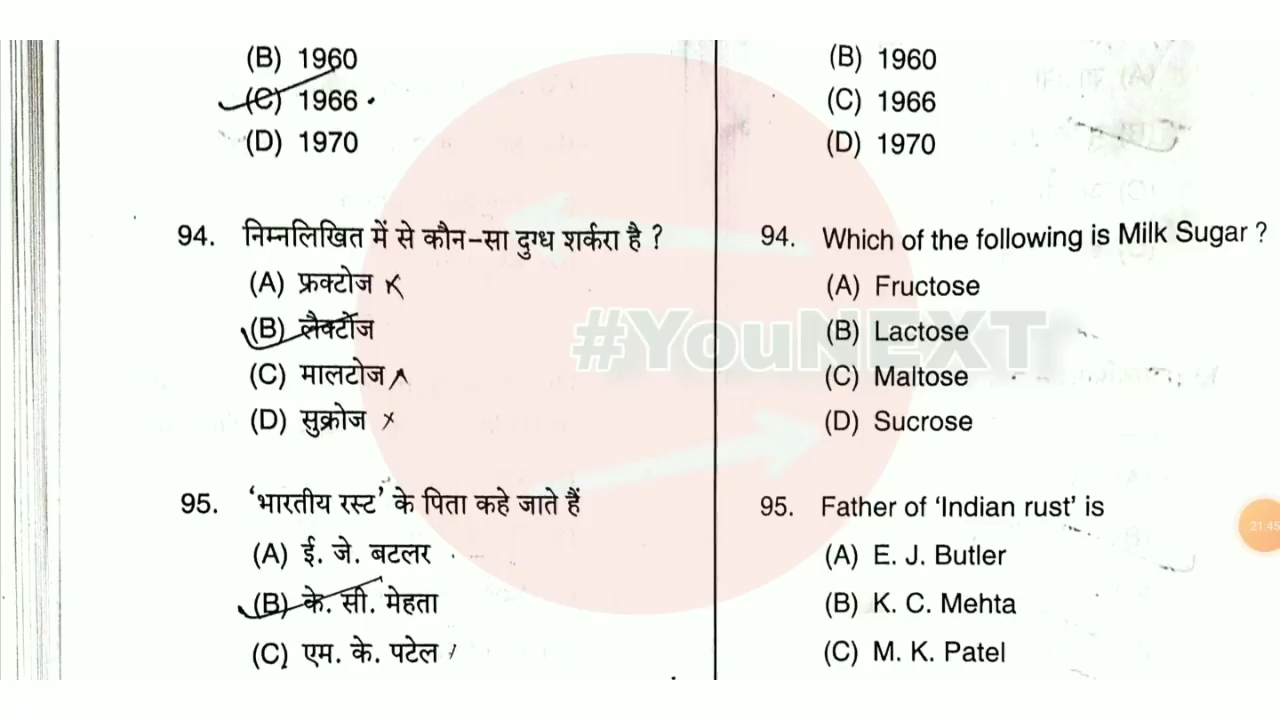 (B) 1960
(C) 1966
(D) 1970
94. निम्नलिखित में से कौन-सा दुग्ध शर्करा है ?
(A) फ्रक्टोज
(B) लैक्टोज
(C) मालटोज
(D) सुक्रोज
95. 'भारतीय रस्ट' के पिता कहे जाते हैं
(A) ई. जे. बटलर
(B) के. सी. मेहता
(C) एम. के. पटेल
(B) 1960
(C) 1966
(D) 1970
94. Which of the following is Milk Sugar ?
(A) Fructose
(B) Lactose
(C) Maltose
(D) Sucrose
95. Father of 'Indian rust' is
(A) E. J. Butler
(B) K. C. Mehta
(C) M. K. Patel
#YouNEXT
21:45